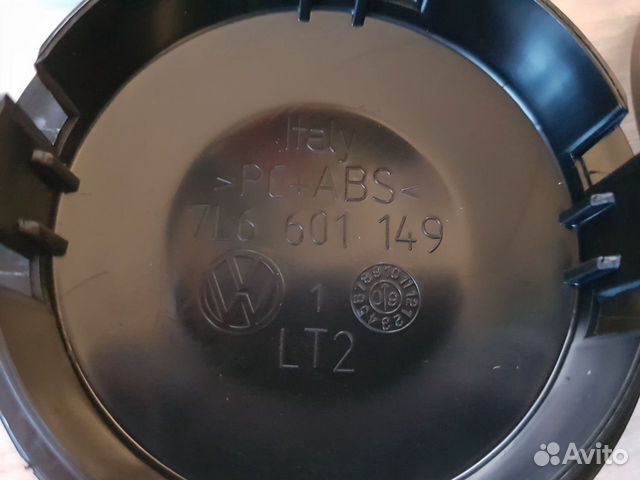 Italy
>PC+ABS<
7L6 601 149
1
LT2
Avito